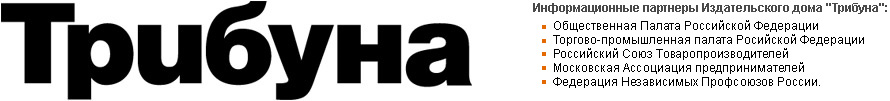 Трибуна
Информационные партнеры Издательского дома "Трибуна":
Общественная Палата Российской Федерации
Торгово-промышленная палата Росийской Федерации
Российский Союз Товаропроизводителей
Московская Ассоциация предпринимателей
Федерация Независимых Профсоюзов России.